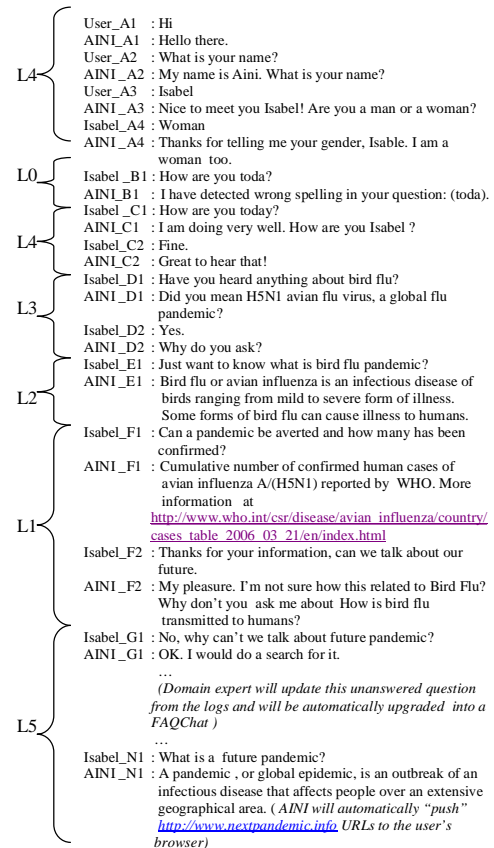 User_A1 : Hi
AINI_A1 : Hello there.
User_A2 : What is your name?
L4
AINI_A2 : My name is Aini. What is your name?
User_A3 : Isabel
AINI_A3 : Nice to meet you Isabel! Are you a man or a woman?
Isabel_A4 : Woman
AINI_A4 : Thanks for telling me your gender, Isable. I am a
woman too.
L0
Isabel_B1 : How are you toda?
AINI_B1 : I have detected wrong spelling in your question: (toda).
Isabel_C1 : How are you today?
AINI_C1 : I am doing very well. How are you Isabel ?
L4
Isabel_C2 : Fine.
AINI_C2 : Great to hear that!
Isabel_D1 : Have you heard anything about bird flu?
AINI_D1 : Did you mean H5N1 avian flu virus, a global flu
L3
pandemic?
Isabel_D2 : Yes.
AINI_D2 : Why do you ask?
Isabel_E1 : Just want to know what is bird flu pandemic?
AINI_E1 : Bird flu or avian influenza is an infectious disease of
L2
birds ranging from mild to severe form of illness.
Some forms of bird flu can cause illness to humans.
Isabel_F1 : Can a pandemic be averted and how many has been
confirmed?
AINI_F1 : Cumulative number of confirmed human cases of
avian influenza A/(H5N1) reported by WHO. More
information at
L1
http://www.who.int/csr/disease/avian_influenza/country/
cases_table_2006_03_21/en/index.html
Isabel_F2 : Thanks for your information, can we talk about our
future.
AINI_F2 : My pleasure. I'm not sure how this related to Bird Flu?
Why don't you ask me about How is bird flu
transmitted to humans?
Isabel_G1 : No, why can't we talk about future pandemic?
AINI_G1 : OK. I would do a search for it.
…
(Domain expert will update this unanswered question
from the logs and will be automatically upgraded into a
L5
FAQChat )
…
Isabel_N1 : What is a future pandemic?
AINI_N1 : A pandemic , or global epidemic, is an outbreak of an
infectious disease that affects people over an extensive
geographical area. ( AINI will automatically "push"
http://www.nextpandemic.info URLs to the user's
browser)